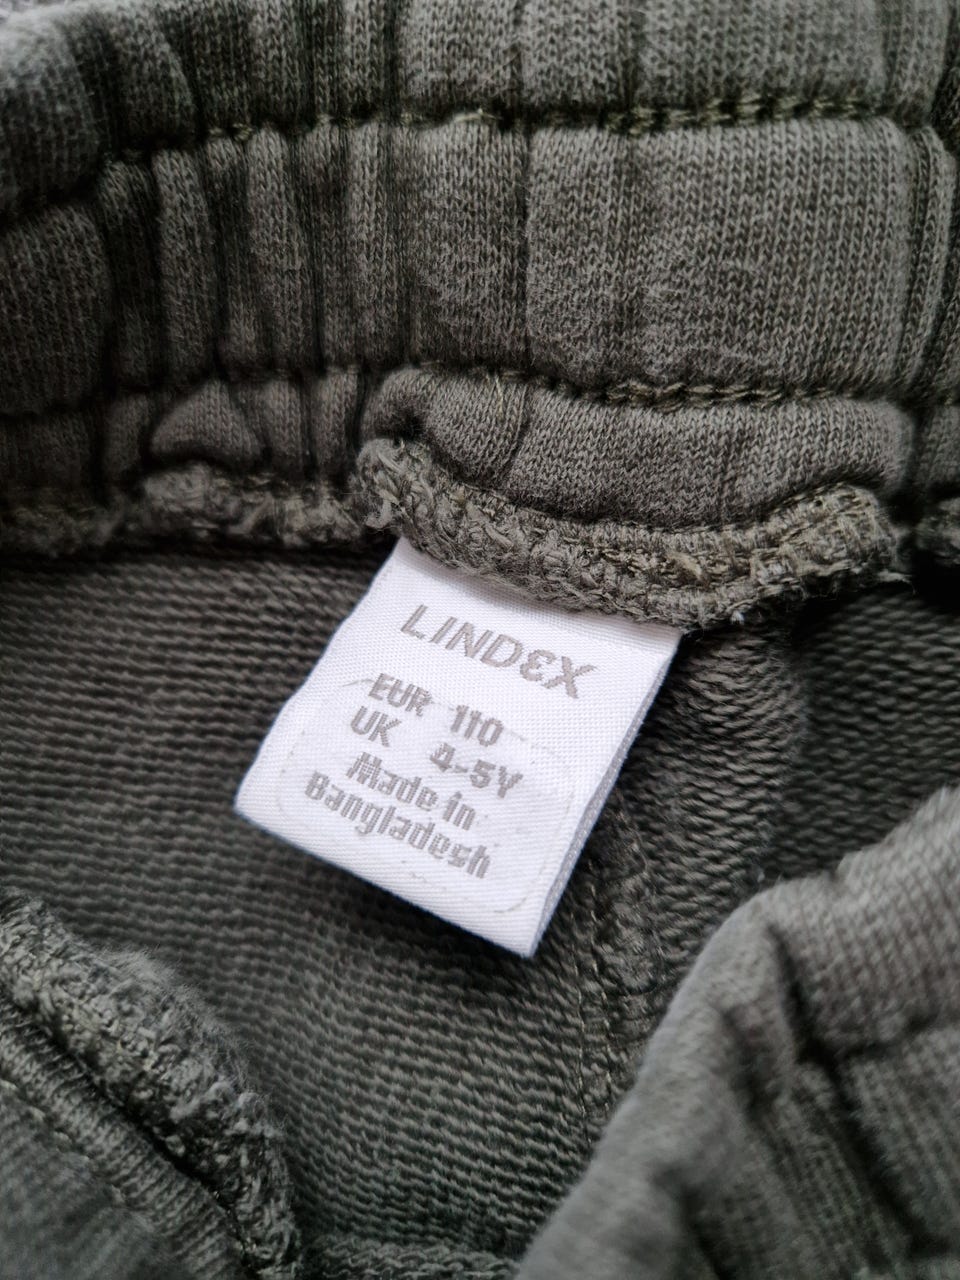 LINDEX
EUR 110
UK 4-5Y
Made in
Bangladesh